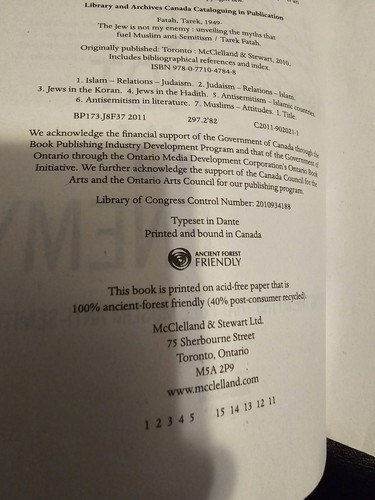 Library and Archives Canada Cataloguing in Publication
Fatah, Tarek, 1949-
The Jew is not my enemy : unveiling the myths that
fuel Muslim anti-Semitism / Tarek Fatah.
Originally published: Toronto : McClelland & Stewart, 2010.
Includes bibliographical references and index.
ISBN 978-0-7710-4784-8
1. Islam – Relations – Judaism. 2. Judaism – Relations – Islam.
3. Jews in the Koran. 4. Jews in the Hadith. 5. Antisemitism – Islamic countries
6. Antisemitism in literature. 7. Muslims – Attitudes. I. Title.
BP173.J8F37 2011 297.2'82 C2011-902021-1
We acknowledge the financial support of the Government of Canada through the
Book Publishing Industry Development Program and that of the Government of
Ontario through the Ontario Media Development Corporation's Ontario Book
Initiative. We further acknowledge the support of the Canada Council for the
Arts and the Ontario Arts Council for our publishing program.
Library of Congress Control Number: 2010934188
Typeset in Dante
Printed and bound in Canada
ANCIENT FOREST
FRIENDLY
This book is printed on acid-free paper that is
100% ancient-forest friendly (40% post-consumer recycled)
McClelland & Stewart Ltd.
75 Sherbourne Street
Toronto, Ontario
M5A 2P9
www.mcclelland.com
1 2 3 4 5 15 14 13 12 11